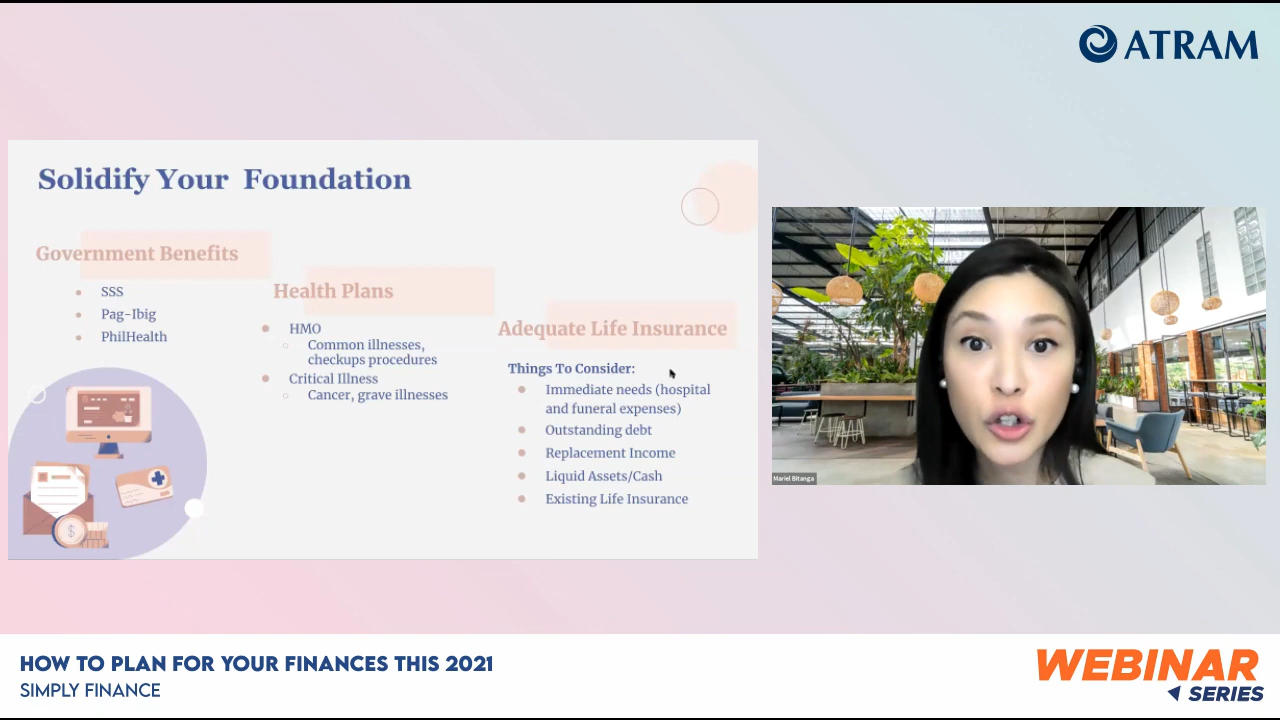 ATRAM
Solidify Your Foundation
Government Benefits
SSS
Pag-Ibig
PhilHealth
Health Plans
HMO
Common illnesses,
checkups procedures
Critical Illness
Cancer, grave illnesses
Adequate Life Insurance
Things To Consider:
Immediate needs (hospital
and funeral expenses)
Outstanding debt
Replacement Income
Liquid Assets/Cash
Existing Life Insurance
$
Mariel Bitanga
HOW TO PLAN FOR YOUR FINANCES THIS 2021
SIMPLY FINANCE
WEBINAR
SERIES